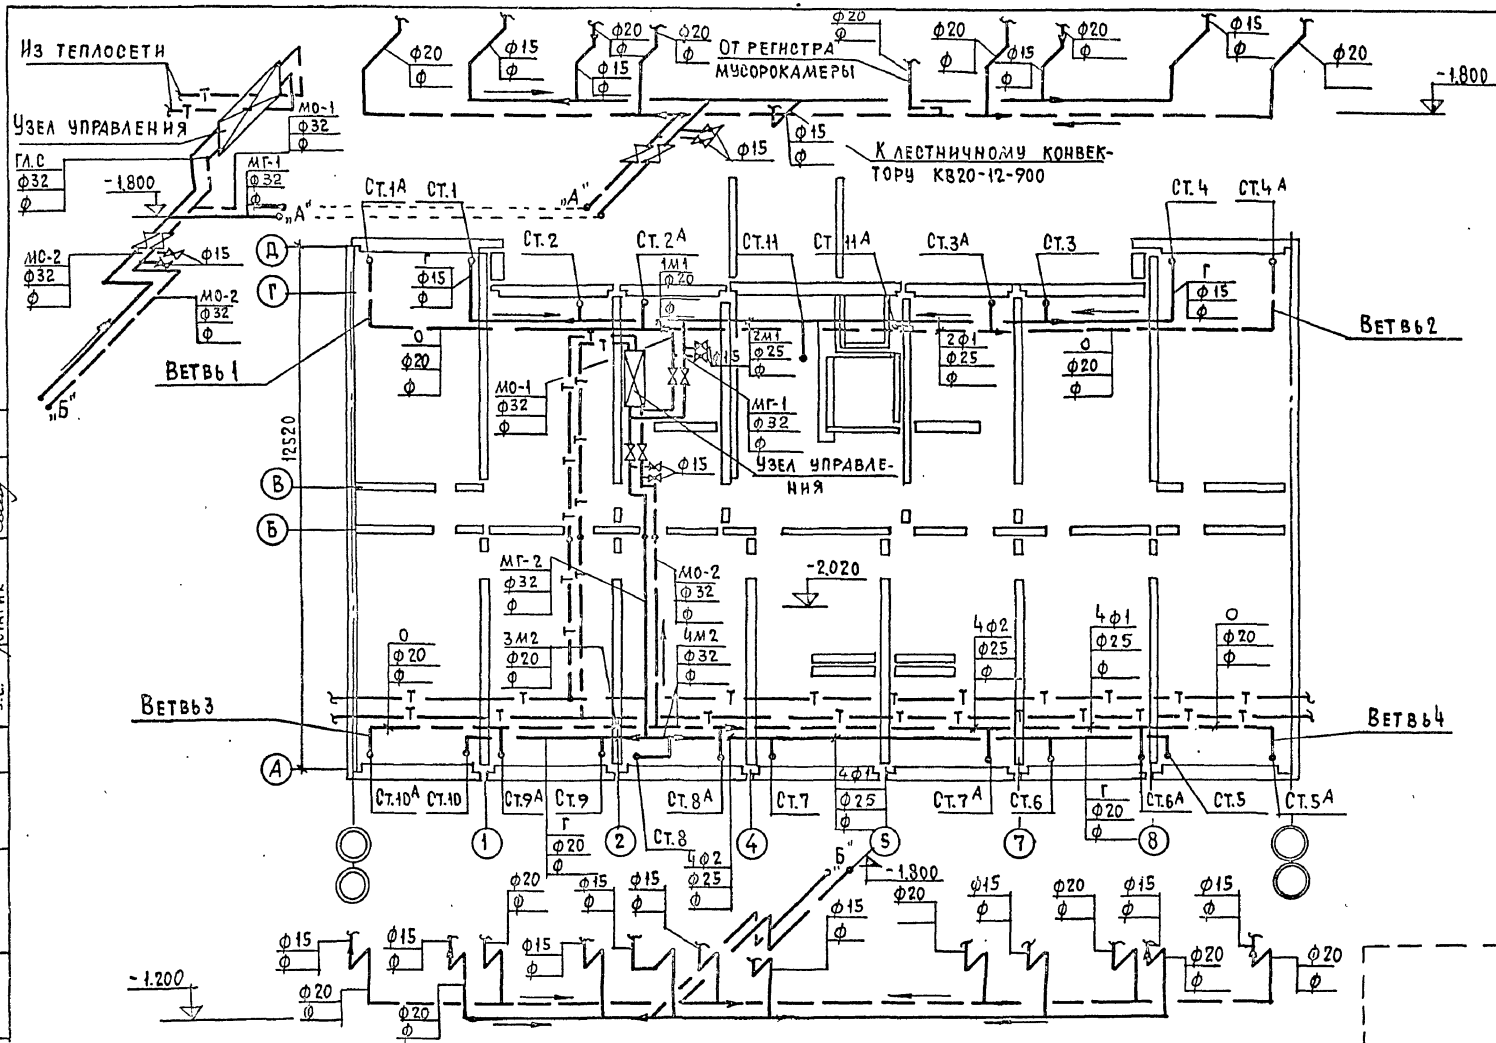 Из теплосети
Узел управления
ГЛ.С
ф32
ф
МО-1
ф32
ф
МГ-1
ф32
ф
-1.800
"А"
"А"
МС-2
ф32
ф
ф15
МО-2
ф32
ф
"Б"
ф20
ф
ф15
ф
ф20
ф
ф15
ф
ф20
ф
От регистра
мусорокамеры
ф20
ф
ф20
ф
ф15
ф
ф20
ф
ф15
ф
ф20
ф
-1.800
ф15
ф15
ф
К лестничному конвек-
тору КВ20-12-900
Ст.1А
Ст.1
Ст.2
Ст.2А
Ст.11
Ст 11А
Ст.3А
Ст.3
Ст.4
Ст.4А
Д
Г
В
Б
А
12520
Г
ф15
ф
1М1
ф20
ф
Г
ф15
ф
Ветвь 1
Ветвь 2
О
ф20
ф
МО-1
ф32
ф
ф15
2М1
ф25
ф
МГ-1
ф32
ф
2Ф1
ф25
ф
О
ф20
ф
ф15
Узел управле-
ния
МГ-2
ф32
ф
МО-2
ф32
ф
-2.020
О
ф20
ф
3М2
ф20
ф
4М2
ф32
ф
4Ф2
ф25
ф
4Ф1
ф25
ф
О
ф20
ф
Т Т Т Т Т Т Т Т Т
Ветвь 3
Ветвь 4
Ст.10А
Ст.10
Ст.9А
Ст.9
Ст.8А
Ст.7
Ст.7А
Ст.6
Ст.6А
Ст.5
Ст.5А
Ст.8
Г
ф20
ф
4Ф2
ф25
ф
4Ф1
ф25
ф
Г
ф20
ф
1
2
4
5
7
8
"Б"
-1.800
ф15
ф
ф15
ф
ф20
ф
ф15
ф
ф15
ф
ф15
ф
ф15
ф
ф20
ф15
ф
ф20
ф
ф15
ф
ф15
ф
-1.200
ф20
ф
ф20
ф
ф20
ф
ф20
ф